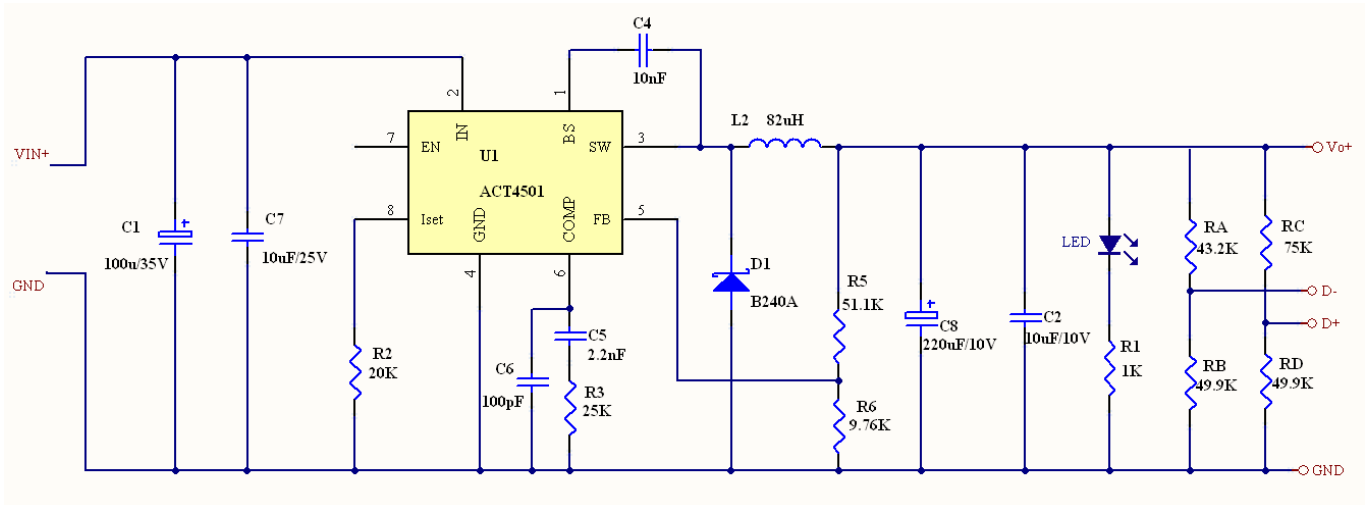 C4
10nF
VIN+
GND
C1
100u/35V
C7
10uF/25V
2
1
IN
BS
7
EN
U1
SW
3
ACT4501
8
Iset
GND
COMP
FB
5
4
6
R2
20K
C6
100pF
C5
2.2nF
R3
25K
L2 82uH
D1
B240A
R5
51.1K
R6
9.76K
C8
220uF/10V
C2
10uF/10V
LED
R1
1K
RA
43.2K
RC
75K
RB
49.9K
RD
49.9K
Vo+
D-
D+
GND